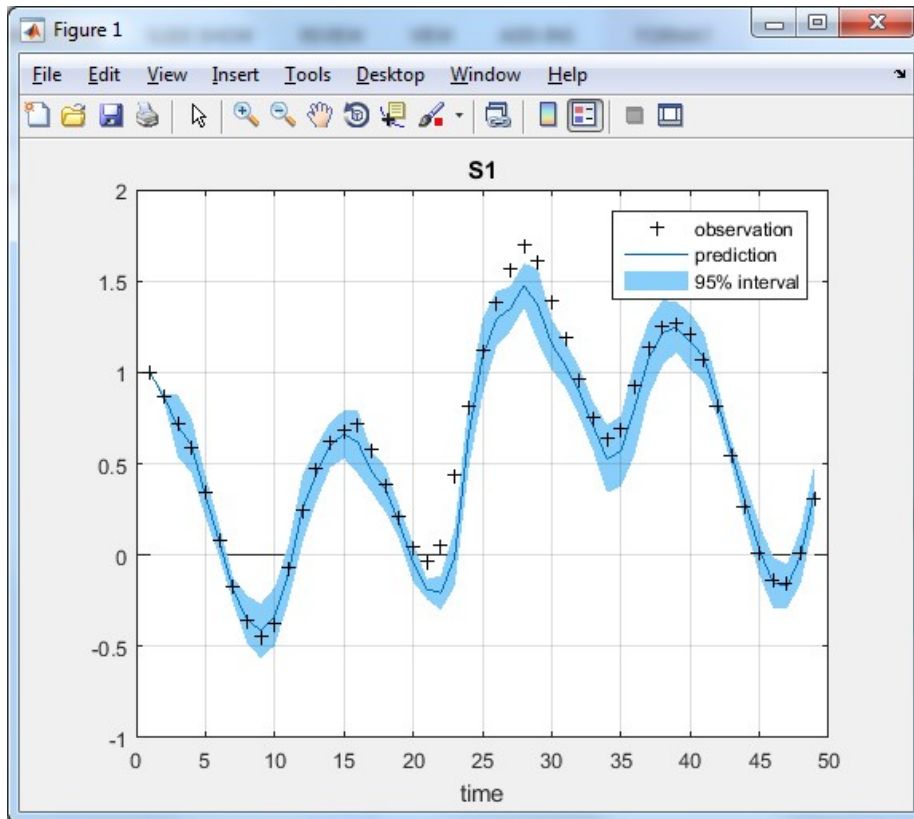 Figure 1
File Edit View Insert Tools Desktop Window Help
S1
observation
prediction
95% interval
2
1.5
1
0.5
0
-0.5
-1
0 5 10 15 20 25 30 35 40 45 50
time